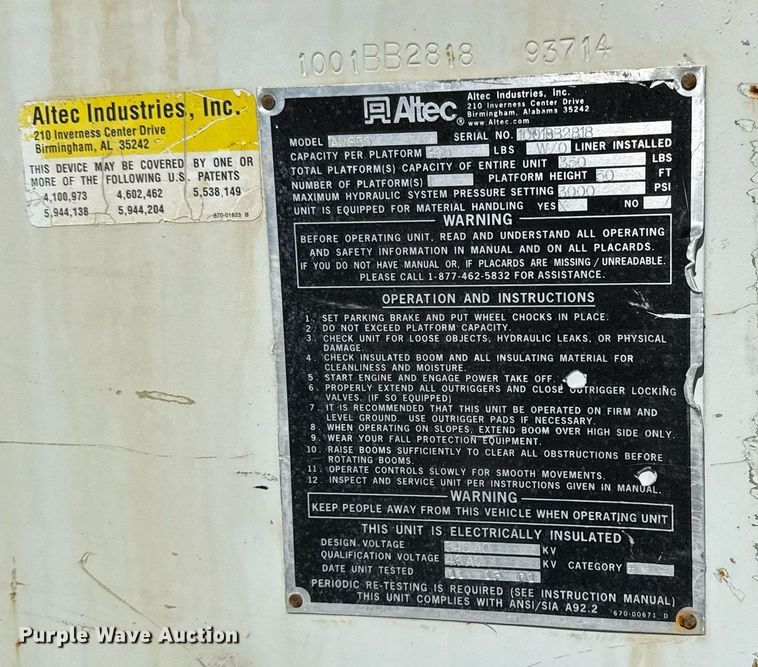 1001BB2818 93714
Altec Industries, Inc.
210 Inverness Center Drive
Birmingham, AL 35242
THIS DEVICE MAY BE COVERED BY ONE OR
MORE OF THE FOLLOWING U.S. PATENTS
4,100,973 4,602,462 5,538,149
5,944,138 5,944,204
670-01623 B
Altec
Altec Industries, Inc.
210 Inverness Center Drive
Birmingham, Alabama 35242
www.Altec.com
MODEL SERIAL NO. 1001BB2818
CAPACITY PER PLATFORM LBS W/O LINER INSTALLED
TOTAL PLATFORM(S) CAPACITY OF ENTIRE UNIT 350 LBS
NUMBER OF PLATFORM(S) PLATFORM HEIGHT 50 FT
MAXIMUM HYDRAULIC SYSTEM PRESSURE SETTING 3000 PSI
UNIT IS EQUIPPED FOR MATERIAL HANDLING YES X NO
WARNING
BEFORE OPERATING UNIT, READ AND UNDERSTAND ALL OPERATING
AND SAFETY INFORMATION IN MANUAL AND ON ALL PLACARDS.
IF YOU DO NOT HAVE MANUAL OR, IF PLACARDS ARE MISSING/UNREADABLE.
PLEASE CALL 1-877-462-5832 FOR ASSISTANCE.
OPERATION AND INSTRUCTIONS
1. SET PARKING BRAKE AND PUT WHEEL CHOCKS IN PLACE.
2. DO NOT EXCEED PLATFORM CAPACITY.
3. CHECK UNIT FOR LOOSE OBJECTS, HYDRAULIC LEAKS, OR PHYSICAL
DAMAGE.
4. CHECK INSULATED BOOM AND ALL INSULATING MATERIAL FOR
CLEANLINESS AND MOISTURE.
5. START ENGINE AND ENGAGE POWER TAKE OFF.
6. PROPERLY EXTEND ALL OUTRIGGERS AND CLOSE OUTRIGGER LOCKING
VALVES. (IF SO EQUIPPED)
7. IT IS RECOMMENDED THAT THIS UNIT BE OPERATED ON FIRM AND
LEVEL GROUND. USE OUTRIGGER PADS IF NECESSARY.
8. WHEN OPERATING ON SLOPES, EXTEND BOOM OVER HIGH SIDE ONLY.
9. WEAR YOUR FALL PROTECTION EQUIPMENT.
10. RAISE BOOMS SUFFICIENTLY TO CLEAR ALL OBSTRUCTIONS BEFORE
ROTATING BOOMS.
11. OPERATE CONTROLS SLOWLY FOR SMOOTH MOVEMENTS.
12. INSPECT AND SERVICE UNIT PER INSTRUCTIONS GIVEN IN MANUAL.
WARNING
KEEP PEOPLE AWAY FROM THIS VEHICLE WHEN OPERATING UNIT
THIS UNIT IS ELECTRICALLY INSULATED
DESIGN VOLTAGE KV
QUALIFICATION VOLTAGE KV CATEGORY
DATE UNIT TESTED
PERIODIC RE-TESTING IS REQUIRED (SEE INSTRUCTION MANUAL)
THIS UNIT COMPLIES WITH ANSI/SIA A92.2
670-00671 D
Purple Wave Auction